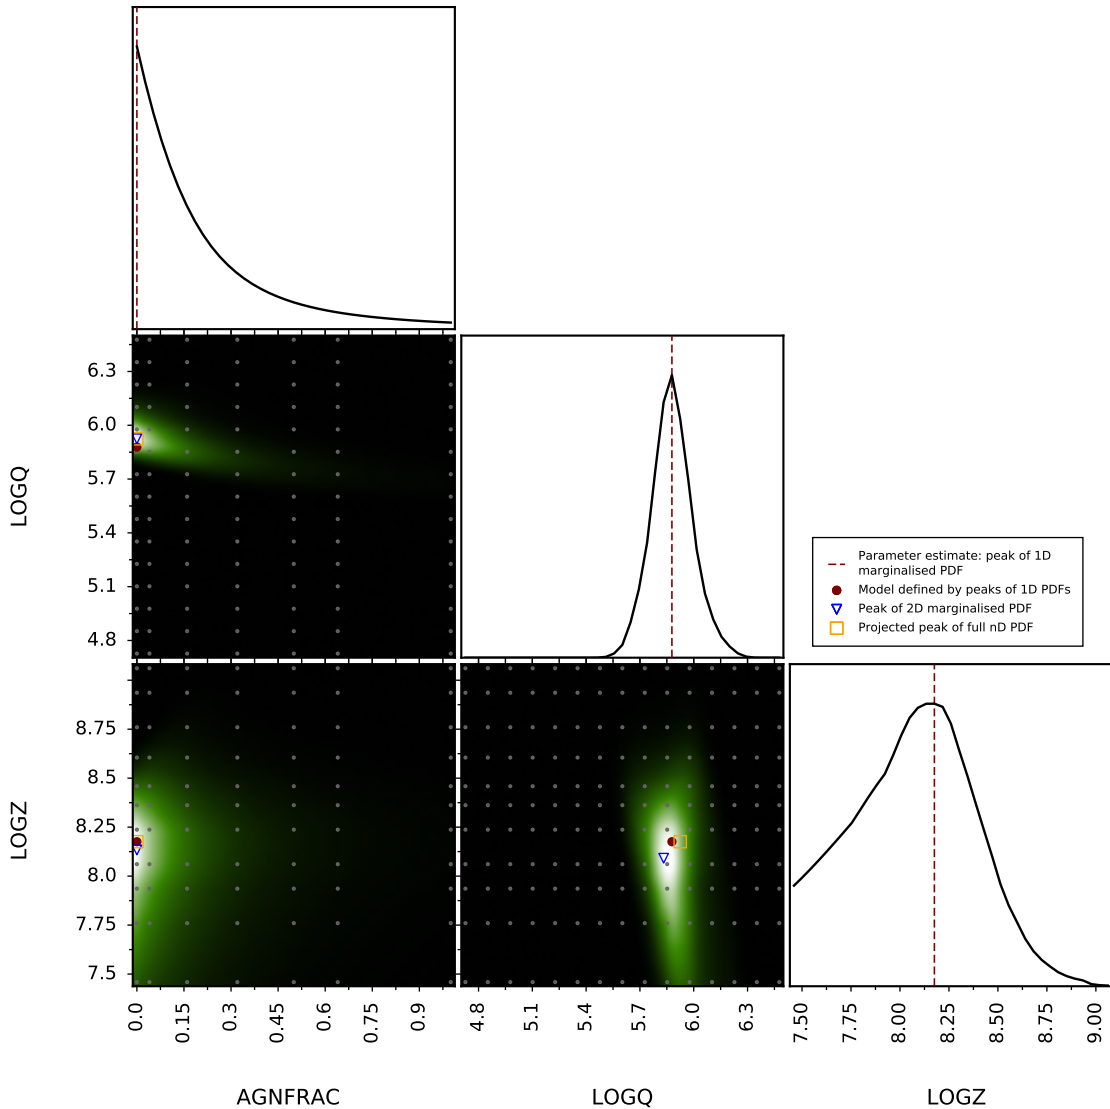 LOGQ
6.3
6.0
5.7
5.4
5.1
4.8
Parameter estimate: peak of 1D
marginalised PDF
Model defined by peaks of 1D PDFs
Peak of 2D marginalised PDF
Projected peak of full nD PDF
LOGZ
8.75
8.5
8.25
8.0
7.75
7.5
0.0 0.15 0.3 0.45 0.6 0.75 0.9
4.8 5.1 5.4 5.7 6.0 6.3
7.50 7.75 8.00 8.25 8.50 8.75 9.00
AGNFRAC LOGQ LOGZ